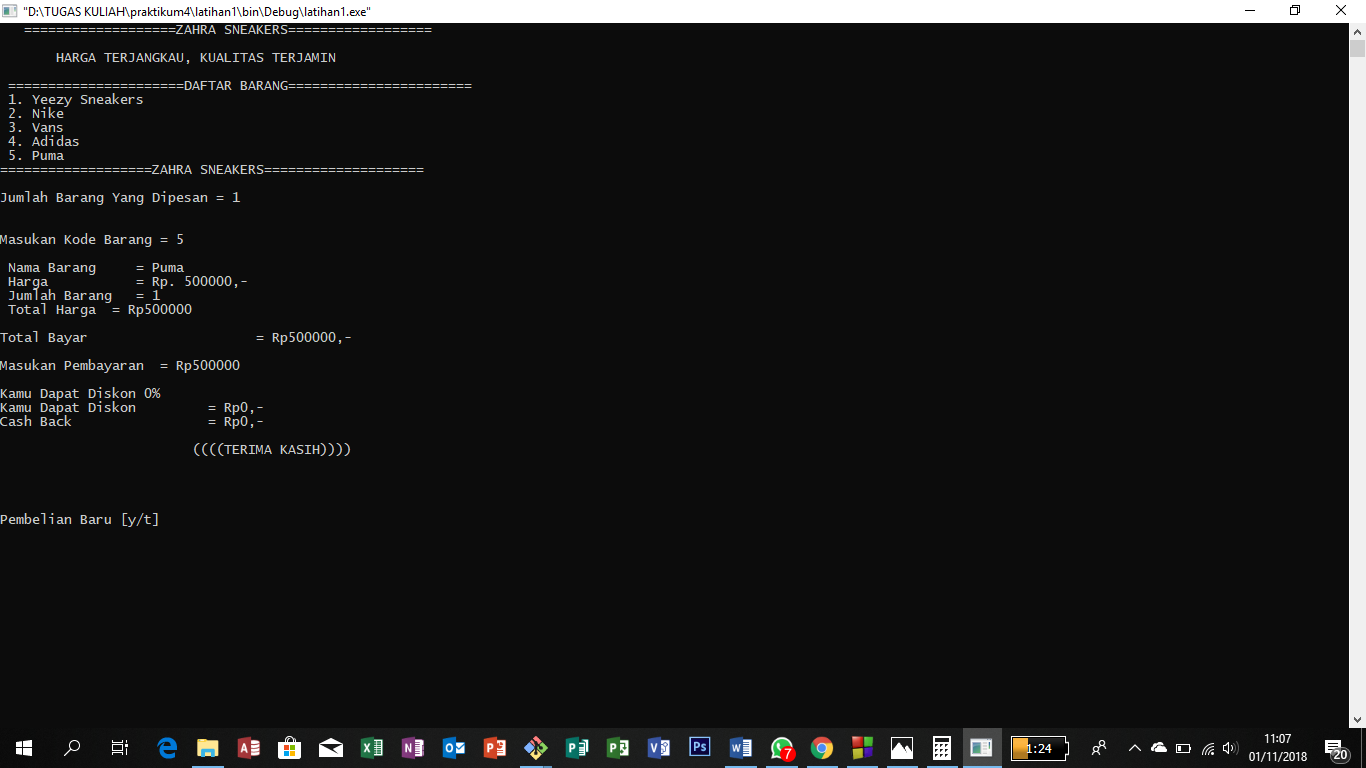 "D:\TUGAS KULIAH\praktikum4\latihan1\bin\Debug\latihan1.exe"
===================ZAHRA SNEAKERS==================
HARGA TERJANGKAU, KUALITAS TERJAMIN
======================DAFTAR BARANG=======================
1. Yeezy Sneakers
2. Nike
3. Vans
4. Adidas
5. Puma
===================ZAHRA SNEAKERS====================
Jumlah Barang Yang Dipesan = 1
Masukan Kode Barang = 5
Nama Barang     = Puma
Harga           = Rp. 500000,-
Jumlah Barang   = 1
Total Harga  = Rp500000
Total Bayar                     = Rp500000,-
Masukan Pembayaran  = Rp500000
Kamu Dapat Diskon 0%
Kamu Dapat Diskon         = Rp0,-
Cash Back                 = Rp0,-
((((TERIMA KASIH))))
Pembelian Baru [y/t]
7
Ps
1:24
11:07
01/11/2018
20